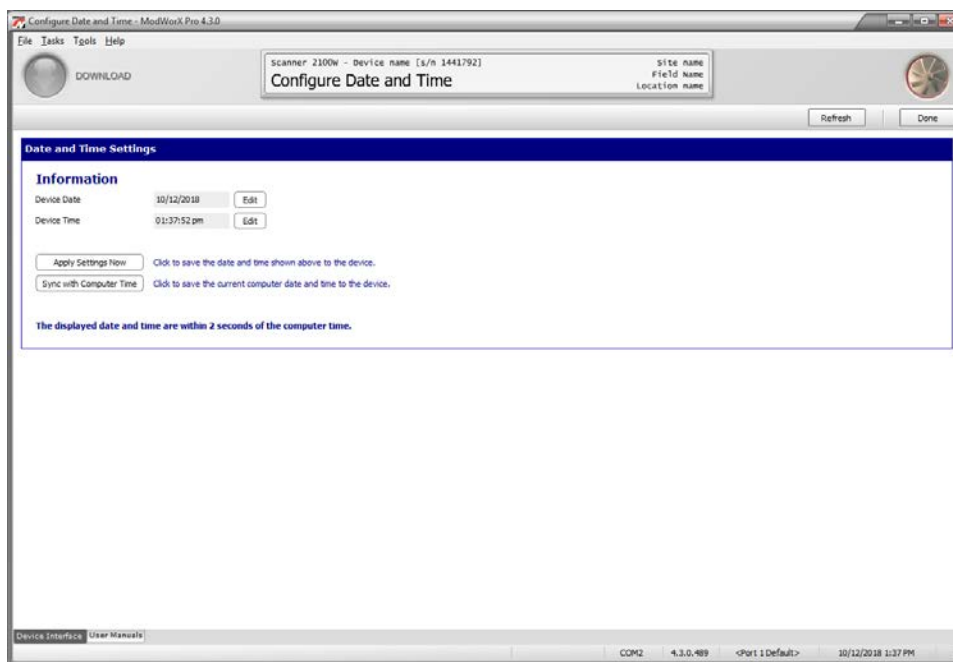 Configure Date and Time - ModWorX Pro 4.3.0
File Tasks Tools Help
DOWNLOAD
Scanner 2100W - Device name [s/n 1441792]
Configure Date and Time
Site name
Field Name
Location name
Refresh
Done
Date and Time Settings
Information
Device Date 10/12/2018 Edit
Device Time 01:37:52 pm Edit
Apply Settings Now Click to save the date and time shown above to the device.
Sync with Computer Time Click to save the current computer date and time to the device.
The displayed date and time are within 2 seconds of the computer time.
Device Interface User Manuals
COM2 4.3.0.489 <Port 1 Default> 10/12/2018 1:37 PM